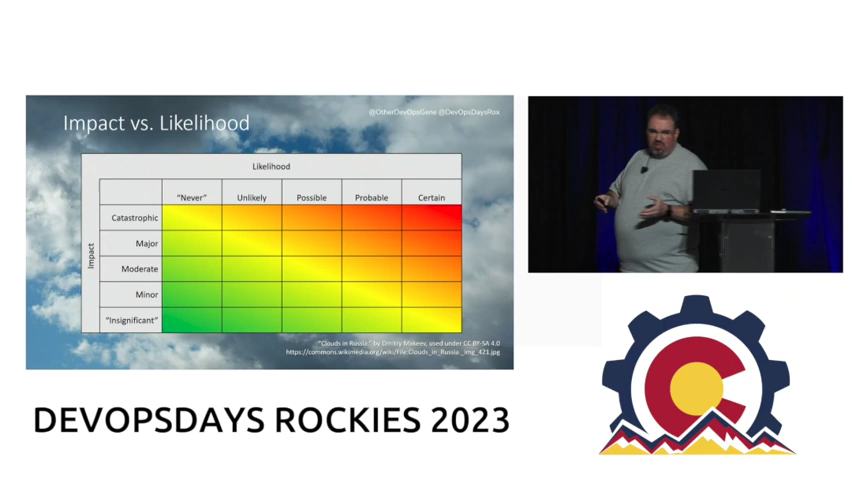 @OtherDevOpsGene @DevOpsDaysRox
Impact vs. Likelihood
Likelihood
"Never" Unlikely Possible Probable Certain
Impact
Catastrophic
Major
Moderate
Minor
"Insignificant"
"Clouds in Russia" by Dmitry Makeev, used under CC BY-SA 4.0
https://commons.wikimedia.org/wiki/File:Clouds_in_Russia_img_421.jpg
DEVOPSDAYS ROCKIES 2023